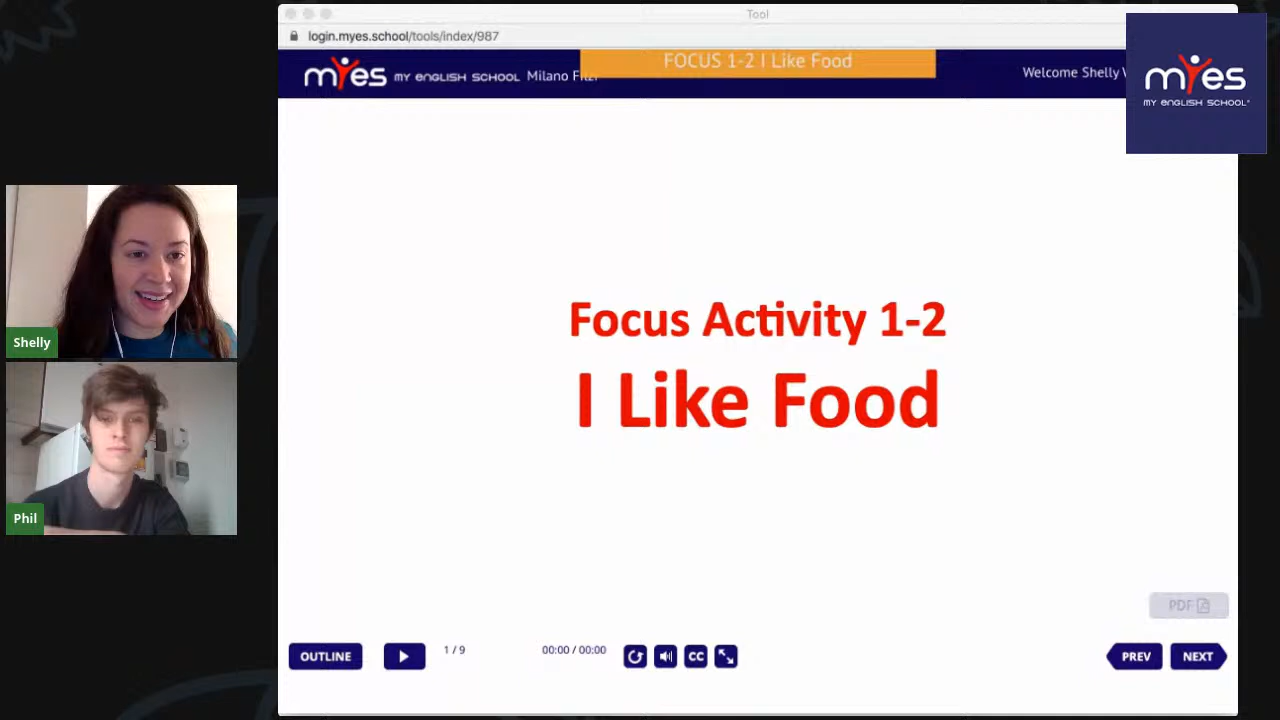 Tool
login.myes.school/tools/index/987
FOCUS 1-2 I Like Food
myes MY ENGLISH SCHOOL Milano
Welcome Shelly
myes
MY ENGLISH SCHOOL
Shelly
Phil
Focus Activity 1-2
I Like Food
PDF
OUTLINE
1 / 9
00:00 / 00:00
CC
PREV
NEXT